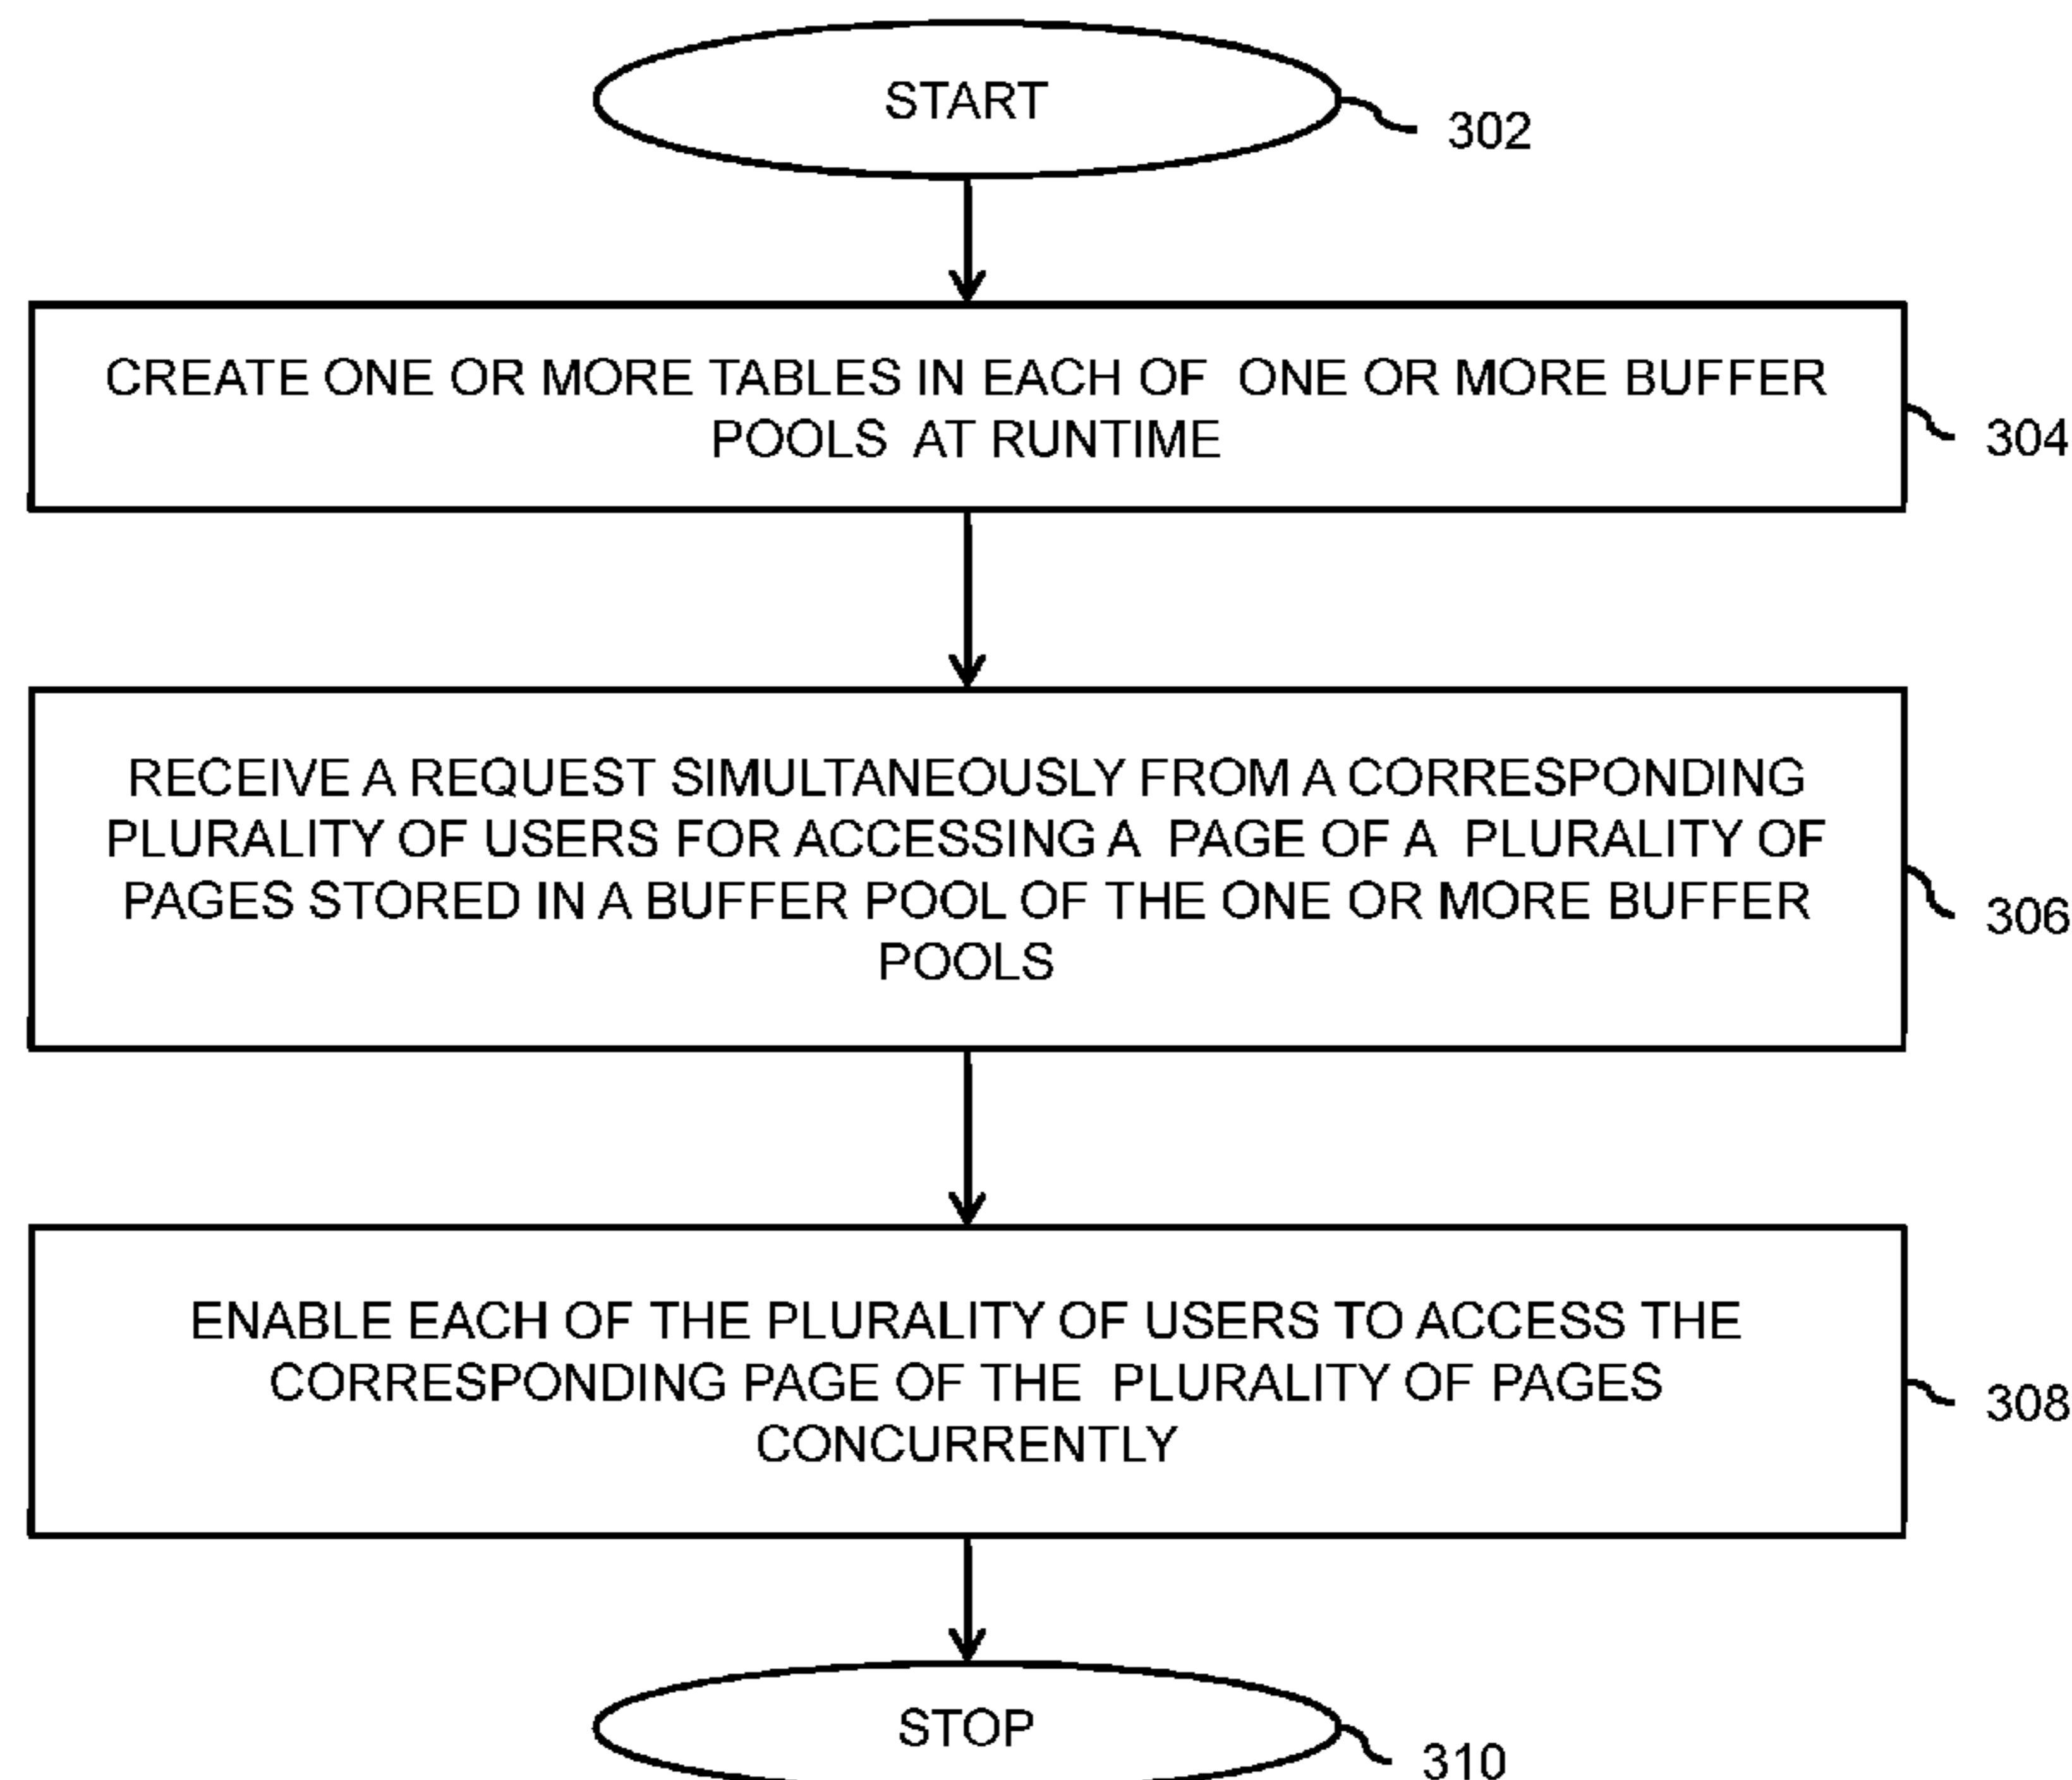 START
302
CREATE ONE OR MORE TABLES IN EACH OF ONE OR MORE BUFFER
POOLS AT RUNTIME
304
RECEIVE A REQUEST SIMULTANEOUSLY FROM A CORRESPONDING
PLURALITY OF USERS FOR ACCESSING A PAGE OF A PLURALITY OF
PAGES STORED IN A BUFFER POOL OF THE ONE OR MORE BUFFER
POOLS
306
ENABLE EACH OF THE PLURALITY OF USERS TO ACCESS THE
CORRESPONDING PAGE OF THE PLURALITY OF PAGES
CONCURRENTLY
308
STOP
310